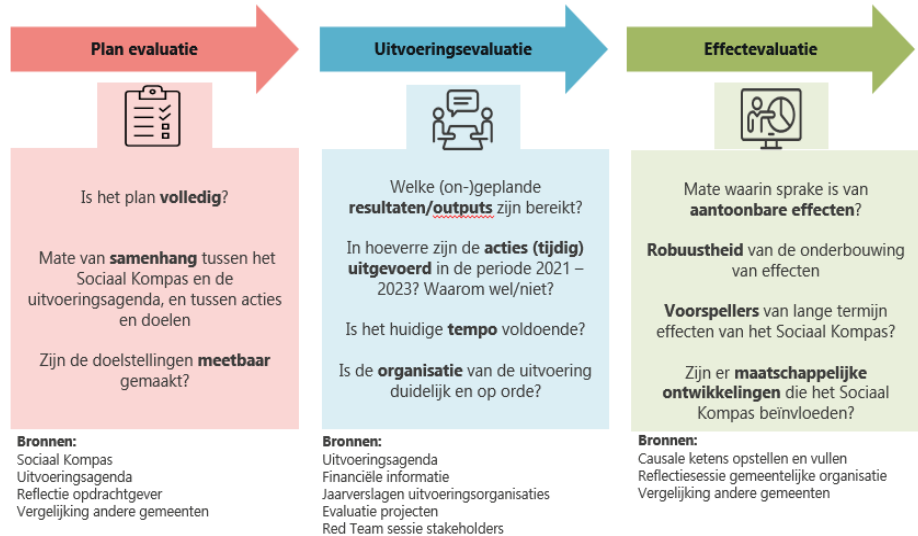 Plan evaluatie
Is het plan volledig?
Mate van samenhang tussen het
Sociaal Kompas en de
uitvoeringsagenda, en tussen acties
en doelen
Zijn de doelstellingen meetbaar
gemaakt?
Bronnen:
Sociaal Kompas
Uitvoeringsagenda
Reflectie opdrachtgever
Vergelijking andere gemeenten
Uitvoeringsevaluatie
Welke (on-)geplande
resultaten/outputs zijn bereikt?
In hoeverre zijn de acties (tijdig)
uitgevoerd in de periode 2021 –
2023? Waarom wel/niet?
Is het huidige tempo voldoende?
Is de organisatie van de uitvoering
duidelijk en op orde?
Bronnen:
Uitvoeringsagenda
Financiële informatie
Jaarverslagen uitvoeringsorganisaties
Evaluatie projecten
Red Team sessie stakeholders
Effectevaluatie
Mate waarin sprake is van
aantoonbare effecten?
Robuustheid van de onderbouwing
van effecten
Voorspellers van lange termijn
effecten van het Sociaal Kompas?
Zijn er maatschappelijke
ontwikkelingen die het Sociaal
Kompas beïnvloeden?
Bronnen:
Causale ketens opstellen en vullen
Reflectiesessie gemeentelijke organisatie
Vergelijking andere gemeenten